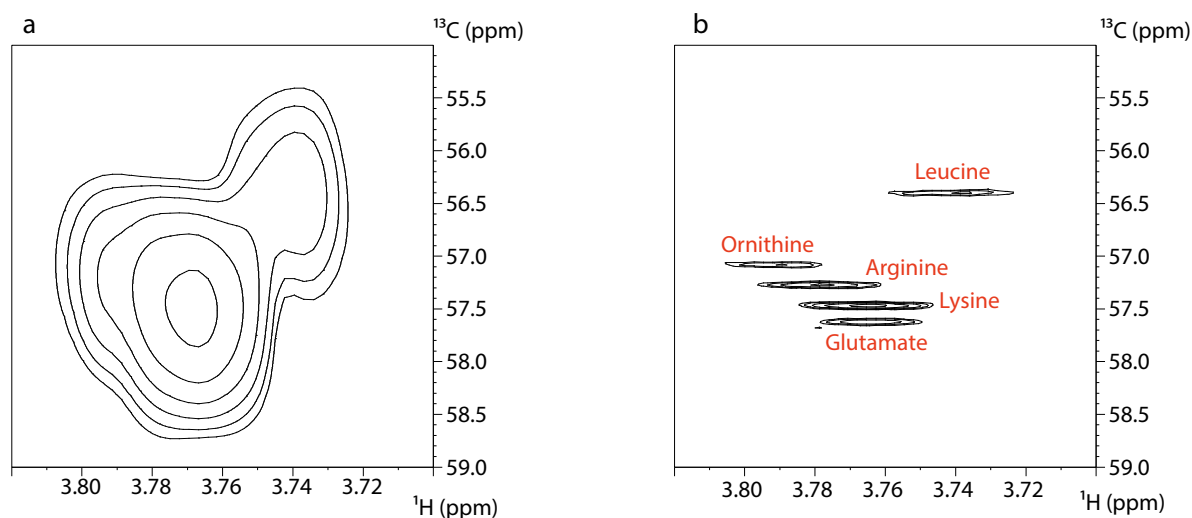 a
¹³C (ppm)
55.5
56.0
56.5
57.0
57.5
58.0
58.5
59.0
3.80
3.78
3.76
3.74
3.72
¹H (ppm)
b
¹³C (ppm)
55.5
56.0
Leucine
56.5
Ornithine
57.0
Arginine
Lysine
57.5
Glutamate
58.0
58.5
59.0
3.80
3.78
3.76
3.74
3.72
¹H (ppm)